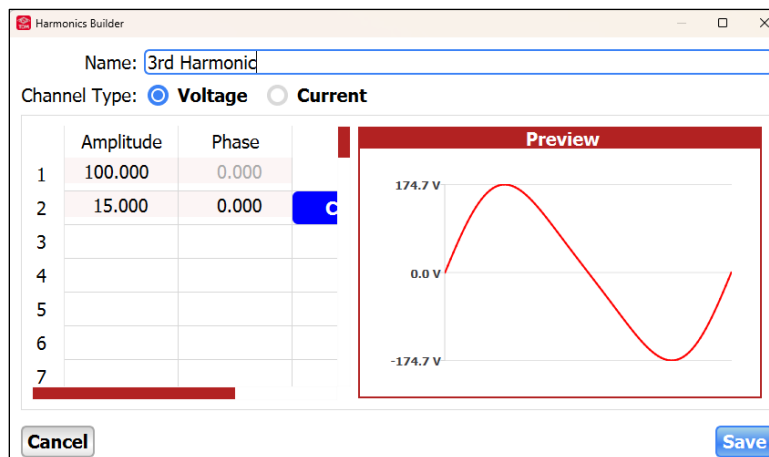 Harmonics Builder
Name: 3rd Harmonic
Channel Type: Voltage Current
Amplitude Phase
1 100.000 0.000
2 15.000 0.000 C
3
4
5
6
7
Preview
174.7 V
0.0 V
-174.7 V
Cancel
Save